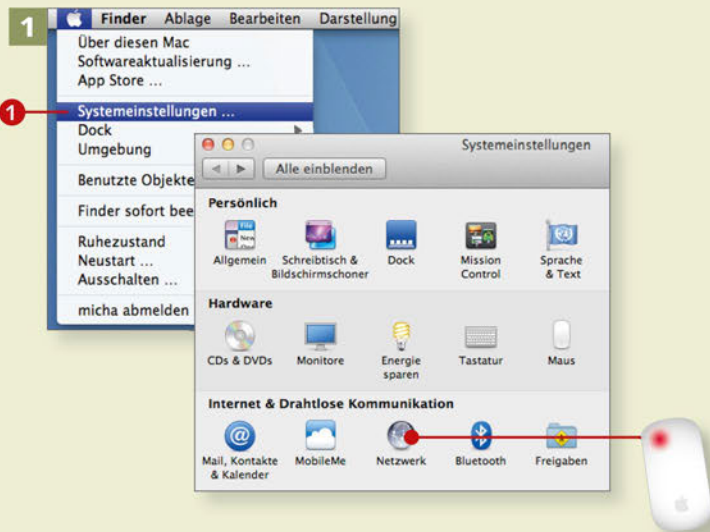 1
Finder Ablage Bearbeiten Darstellung
Über diesen Mac
Softwareaktualisierung ...
App Store ...
1
Systemeinstellungen ...
Dock
Umgebung
Benutzte Objekte
Finder sofort bee
Ruhezustand
Neustart ...
Ausschalten ...
micha abmelden
Systemeinstellungen
Alle einblenden
Persönlich
Allgemein
Schreibtisch &
Bildschirmschoner
Dock
Mission
Control
Sprache
& Text
Hardware
CDs & DVDs
Monitore
Energie
sparen
Tastatur
Maus
Internet & Drahtlose Kommunikation
Mail, Kontakte
& Kalender
MobileMe
Netzwerk
Bluetooth
Freigaben